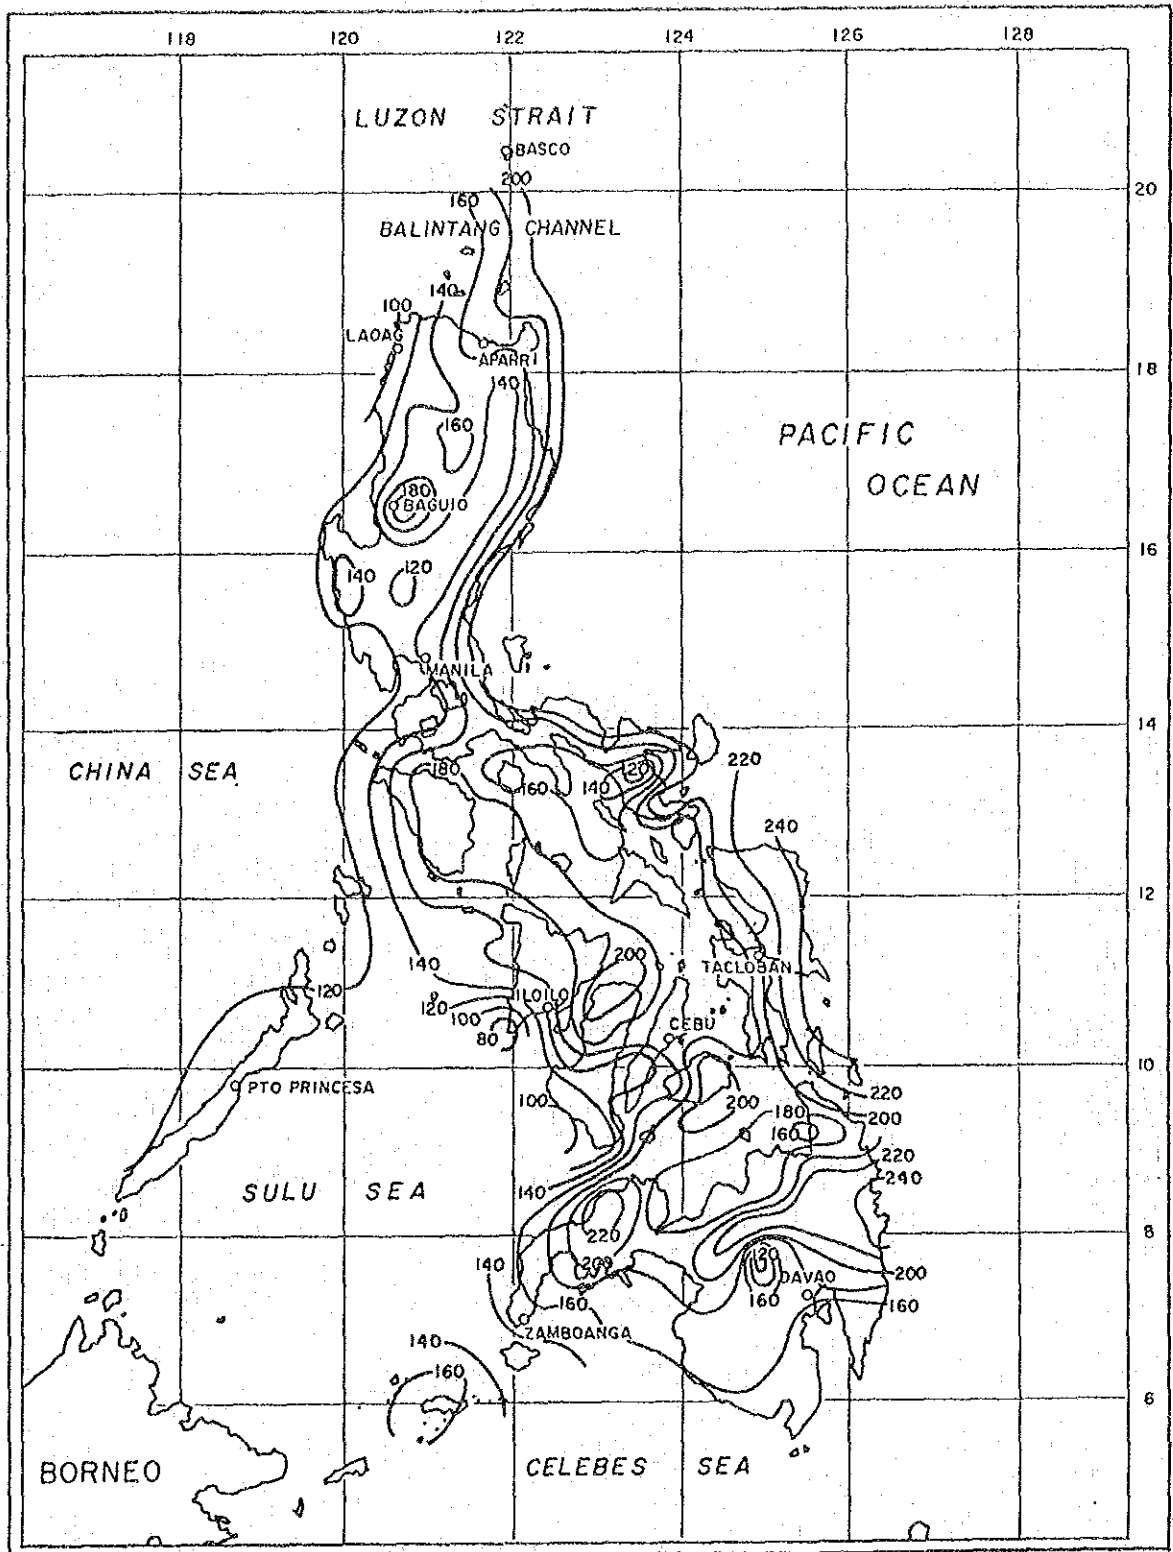 118 120 122 124 126 128
LUZON STRAIT
BASCO
200
20
160
BALINTANG CHANNEL
140
100
LAOAG
APARRI
18
140
160
PACIFIC
OCEAN
180
BAGUIO
16
140 120
MANILA
14
CHINA SEA
180
120
220
160 140
240
12
200
140
TACLOBAN
120
ILOILO
120
100
CEBU
80
10
PTO PRINCESA
220
100
200
180
200
160
220
140
240
SULU SEA
220
8
140
200
120
DAVAO
200
160
160
160
ZAMBOANGA
140
160
6
BORNEO
CELEBES SEA